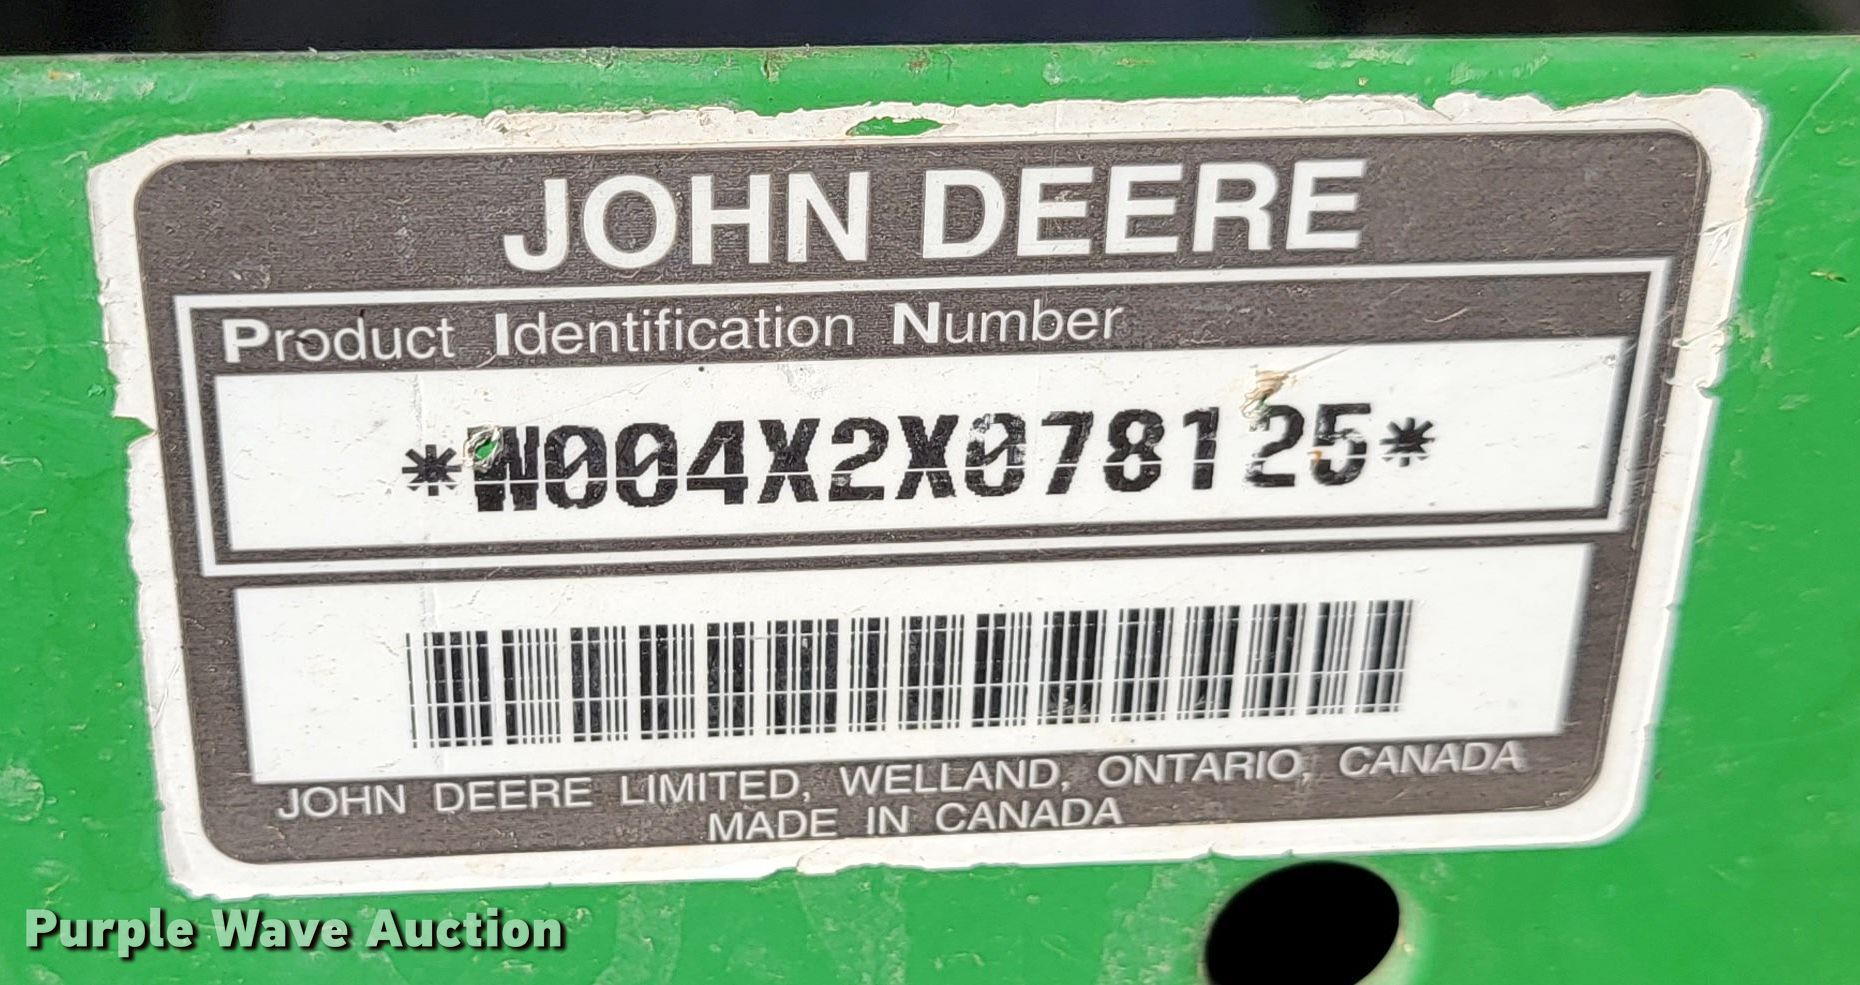 JOHN DEERE
Product Identification Number
*W004X2X078125*
JOHN DEERE LIMITED, WELLAND, ONTARIO, CANADA
MADE IN CANADA
Purple Wave Auction